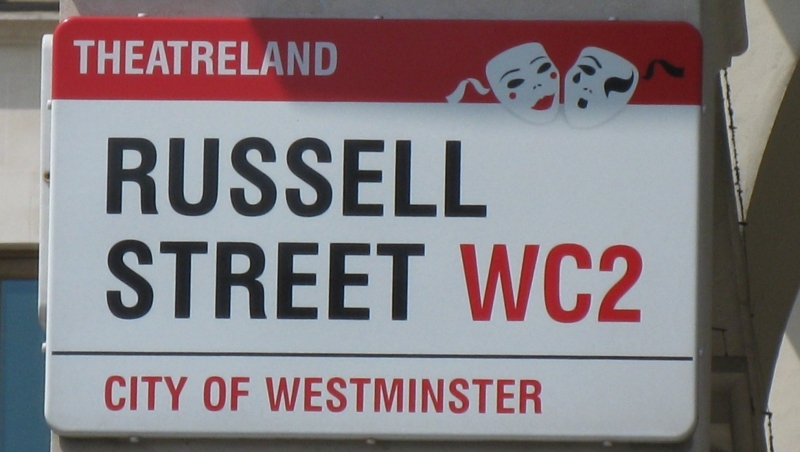 THEATRELAND
RUSSELL
STREET WC2
CITY OF WESTMINSTER